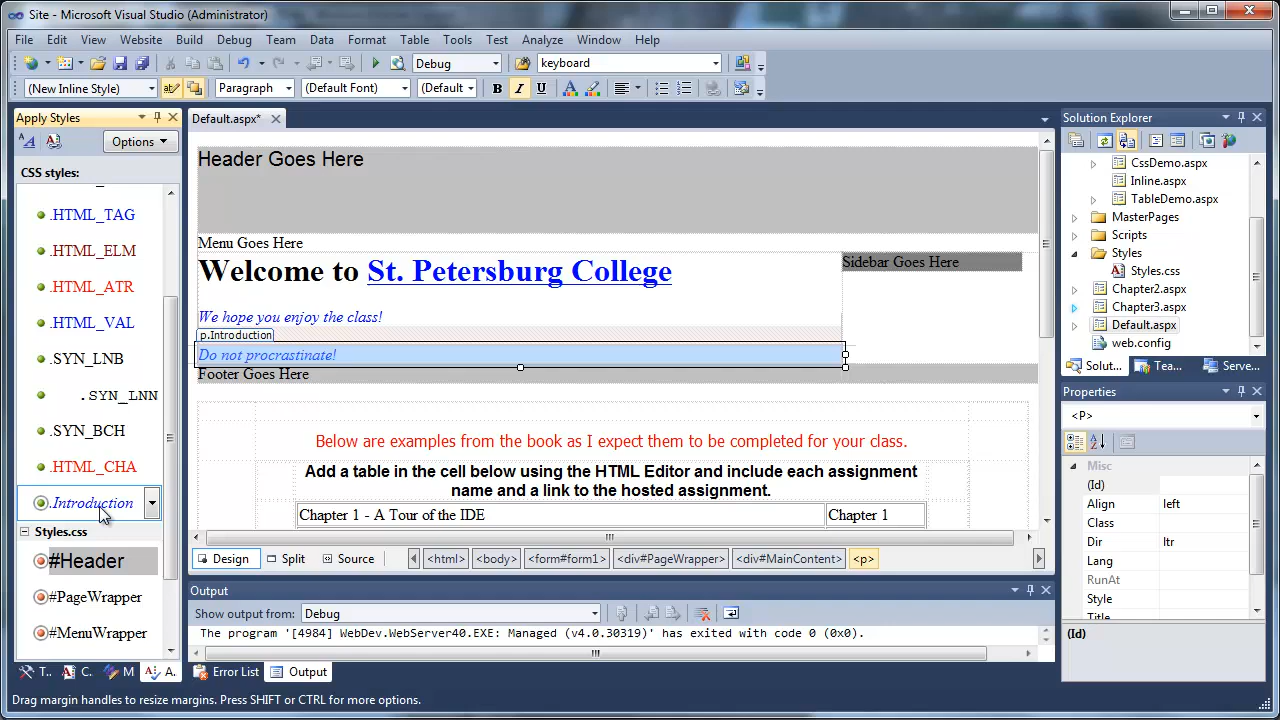 Site - Microsoft Visual Studio (Administrator)
File Edit View Website Build Debug Team Data Format Table Tools Test Analyze Window Help
Debug keyboard
(New Inline Style) Paragraph (Default Font) (Default B I U A
Apply Styles
Options
CSS styles:
.HTML_TAG
.HTML_ELM
.HTML_ATR
.HTML_VAL
.SYN_LNB
.SYN_LNN
.SYN_BCH
.HTML_CHA
.Introduction
Styles.css
#Header
#PageWrapper
#MenuWrapper
T.. C. M A.
Default.aspx*
Header Goes Here
Menu Goes Here
Welcome to St. Petersburg College
Sidebar Goes Here
We hope you enjoy the class!
p.Introduction
Do not procrastinate!
Footer Goes Here
Below are examples from the book as I expect them to be completed for your class.
Add a table in the cell below using the HTML Editor and include each assignment
name and a link to the hosted assignment.
Chapter 1 - A Tour of the IDE Chapter 1
Design Split Source <html> <body> <form#form1> <div#PageWrapper> <div#MainContent> <p>
Output
Show output from: Debug
The program '[4984] WebDev.WebServer40.EXE: Managed (v4.0.30319)' has exited with code 0 (0x0).
Error List Output
Solution Explorer
CssDemo.aspx
Inline.aspx
TableDemo.aspx
MasterPages
Scripts
Styles
Styles.css
Chapter2.aspx
Chapter3.aspx
Default.aspx
web.config
Solut... Tea... Serve...
Properties
<P>
Misc
(Id)
Align left
Class
Dir ltr
Lang
RunAt
Style
Title
(Id)
Drag margin handles to resize margins. Press SHIFT or CTRL for more options.